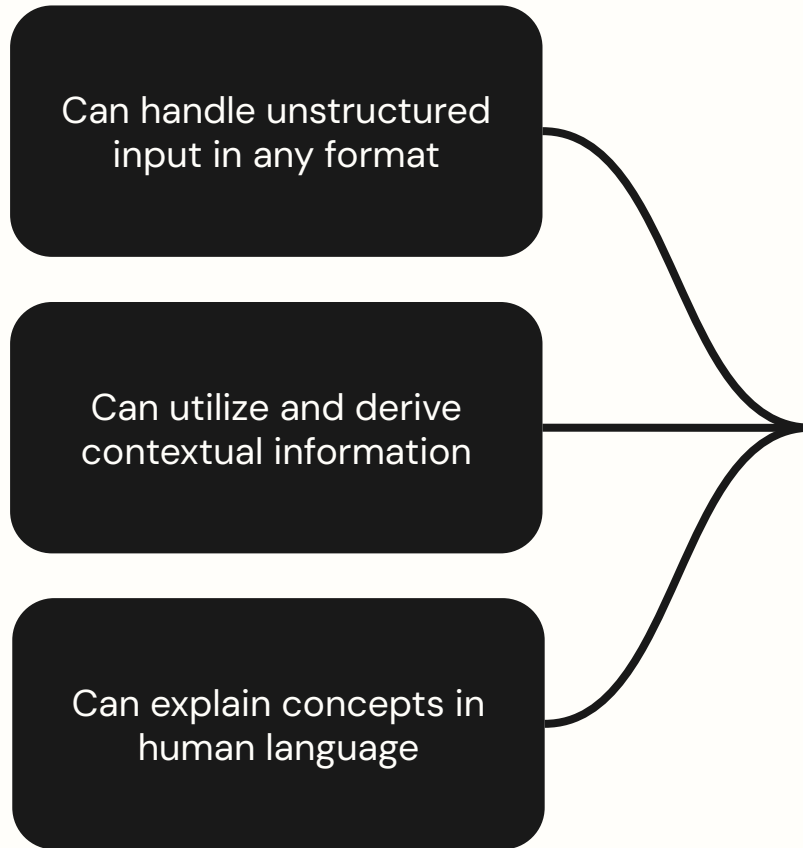 Can handle unstructured
input in any format
Can utilize and derive
contextual information
Can explain concepts in
human language